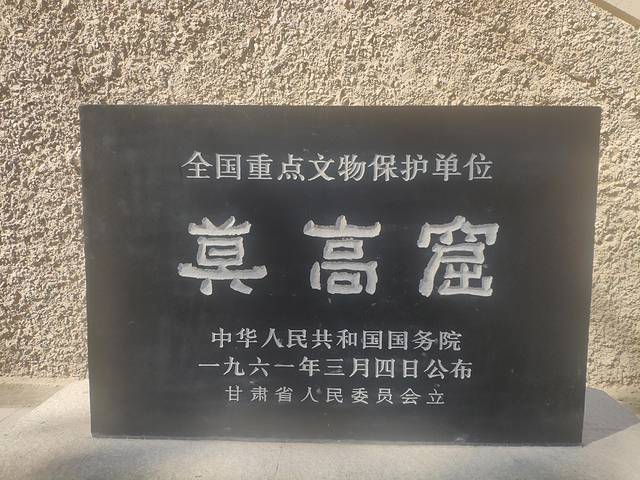 全国重点文物保护单位
莫高窟
中华人民共和国国务院
一九六一年三月四日公布
甘肃省人民委员会立